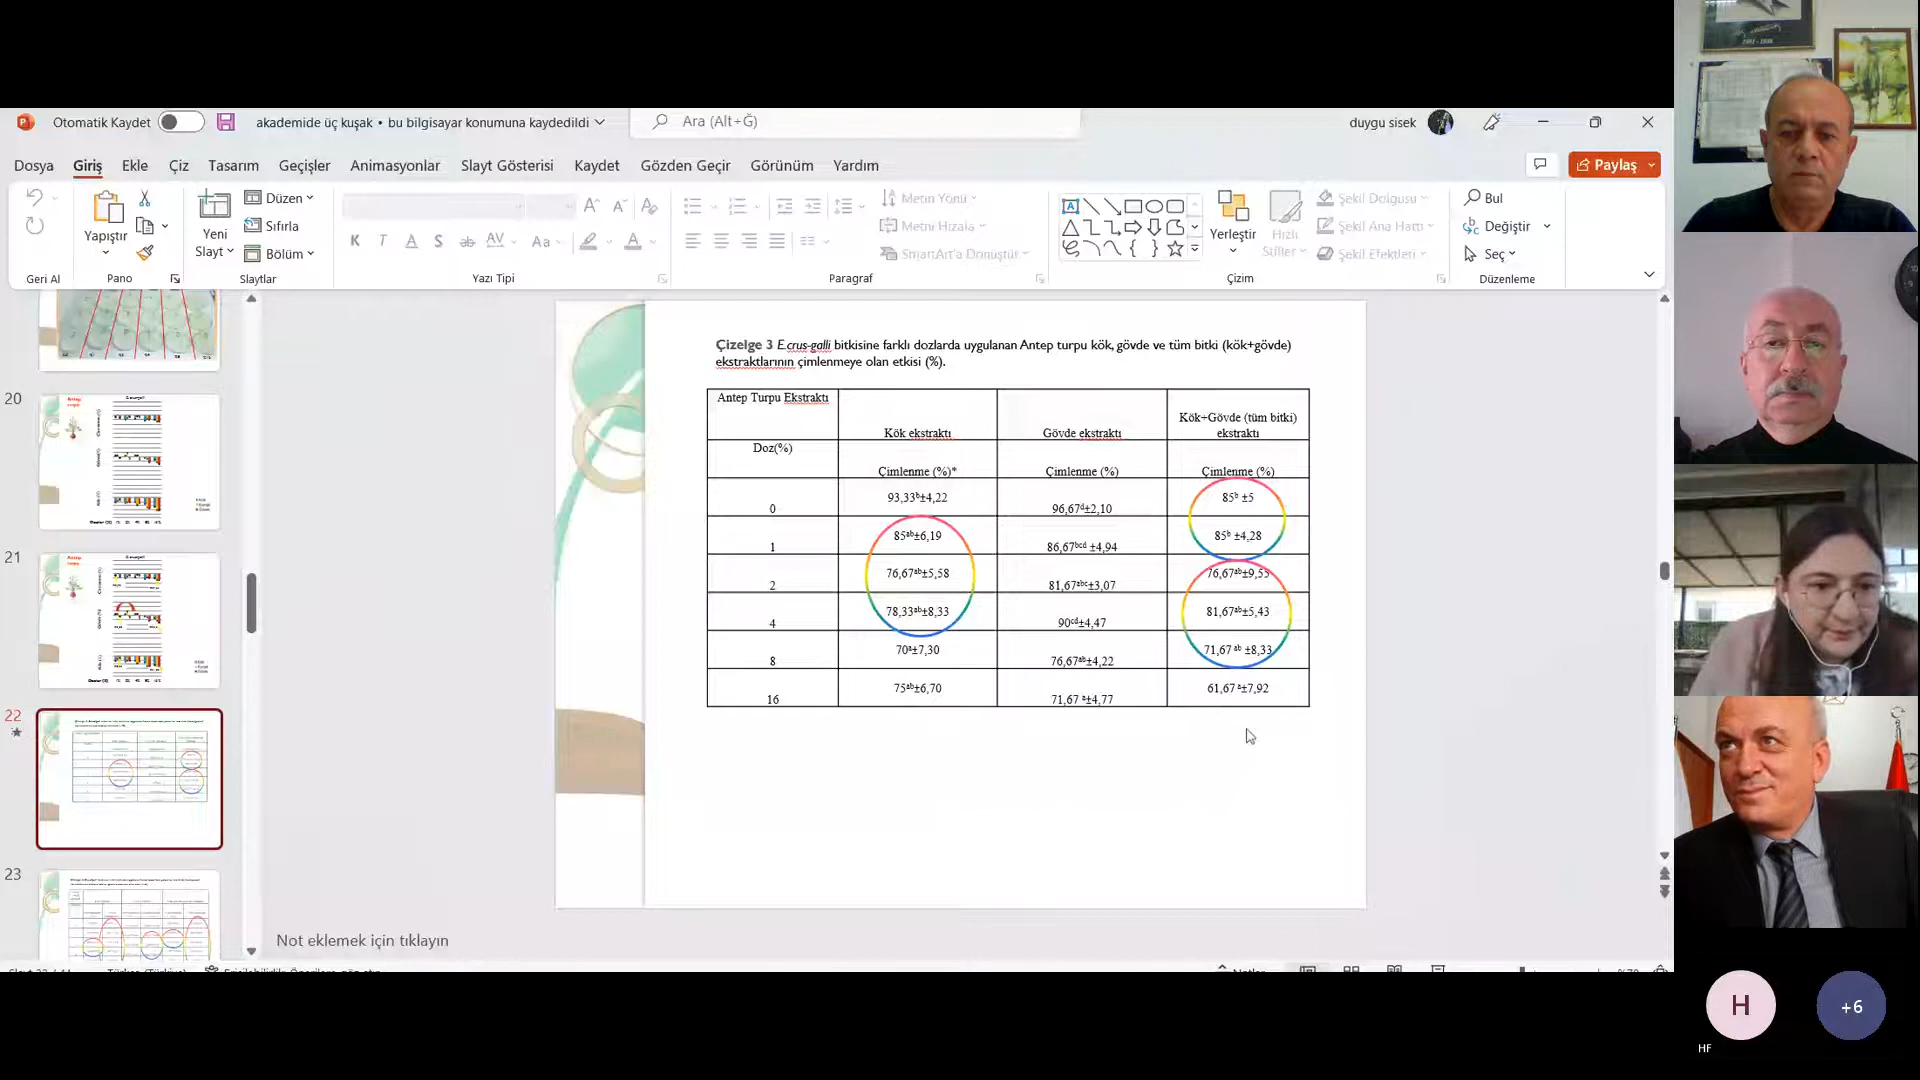 Otomatik Kaydet
akademide üç kuşak • bu bilgisayar konumuna kaydedildi
Ara (Alt+Ğ)
duygu sisek
Dosya Giriş Ekle Çiz Tasarım Geçişler Animasyonlar Slayt Gösterisi Kaydet Gözden Geçir Görünüm Yardım
Paylaş
Yapıştır
Yeni
Slayt
Düzen
Sıfırla
Bölüm
K T A S ab AV Aa A
Metin Yönü
Metni Hizala
SmartArt'a Dönüştür
Yerleştir
Hızlı
Stiller
Şekil Dolgusu
Şekil Ana Hattı
Şekil Efektleri
Bul
Değiştir
Seç
Geri Al Pano Slaytlar Yazı Tipi Paragraf Çizim Düzenleme
20
21
22
23
Çizelge 3 E.crus-galli bitkisine farklı dozlarda uygulanan Antep turpu kök, gövde ve tüm bitki (kök+gövde)
ekstraktlarının çimlenmeye olan etkisi (%).
Antep Turpu Ekstraktı Kök ekstraktı Gövde ekstraktı Kök+Gövde (tüm bitki) ekstraktı
Doz(%) Çimlenme (%)* Çimlenme (%) Çimlenme (%)
0 93,33ᵇ±4,22 96,67ᵈ±2,10 85ᵇ ±5
1 85ᵃᵇ±6,19 86,67ᵇᶜᵈ ±4,94 85ᵇ ±4,28
2 76,67ᵃᵇ±5,58 81,67ᵃᵇᶜ±3,07 76,67ᵃᵇ±9,55
4 78,33ᵃᵇ±8,33 90ᶜᵈ±4,47 81,67ᵃᵇ±5,43
8 70ᵃ±7,30 76,67ᵃᵇ±4,22 71,67 ᵃᵇ ±8,33
16 75ᵃᵇ±6,70 71,67 ᵃ±4,77 61,67 ᵃ±7,92
Not eklemek için tıklayın
H
+6
HF